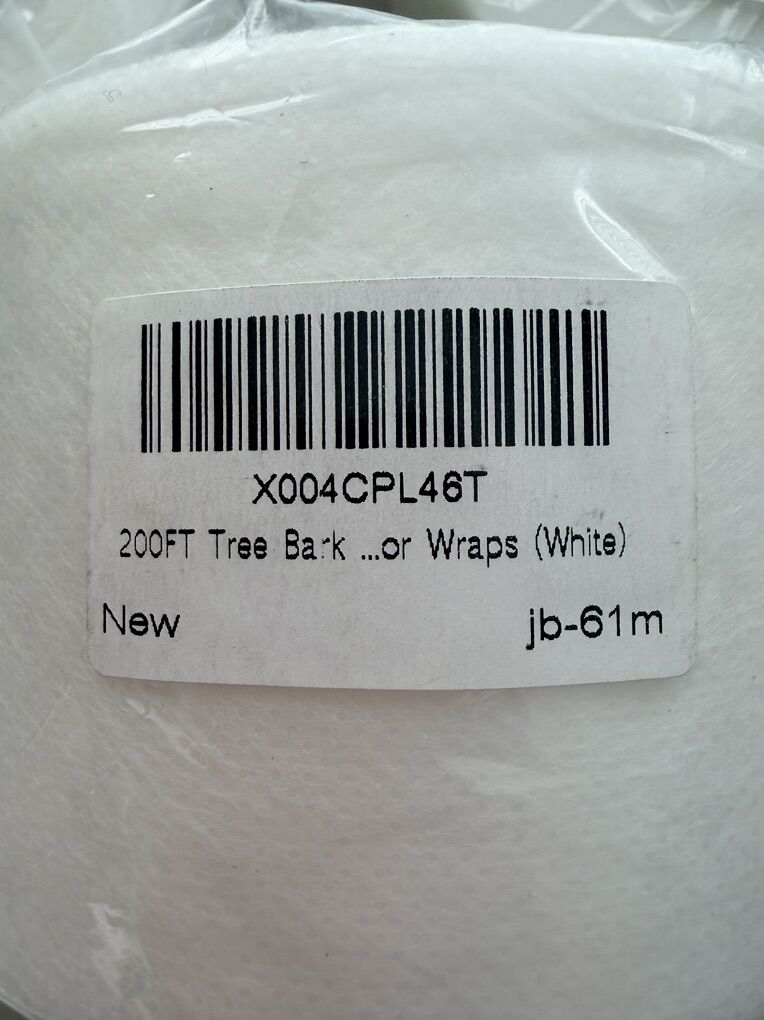 X004CPL46T
200FT Tree Bark ...or Wraps (White)
New
jb-61m